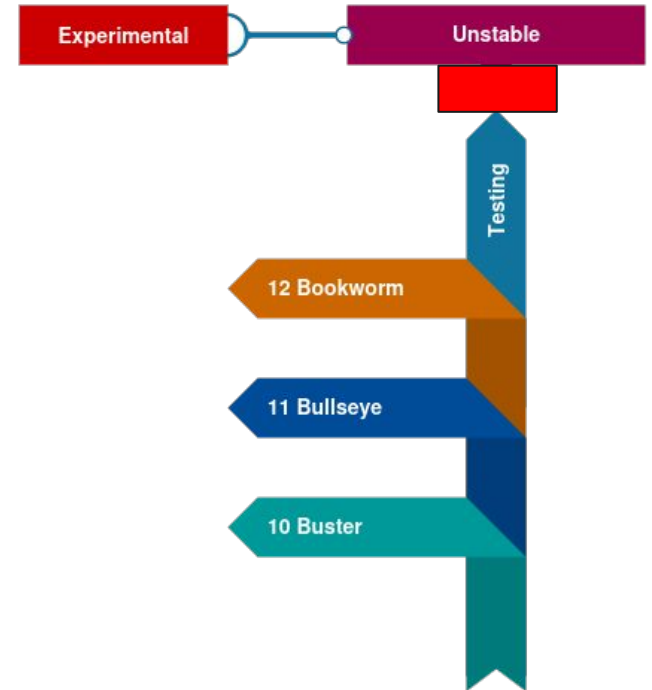 Experimental
Unstable
Testing
12 Bookworm
11 Bullseye
10 Buster